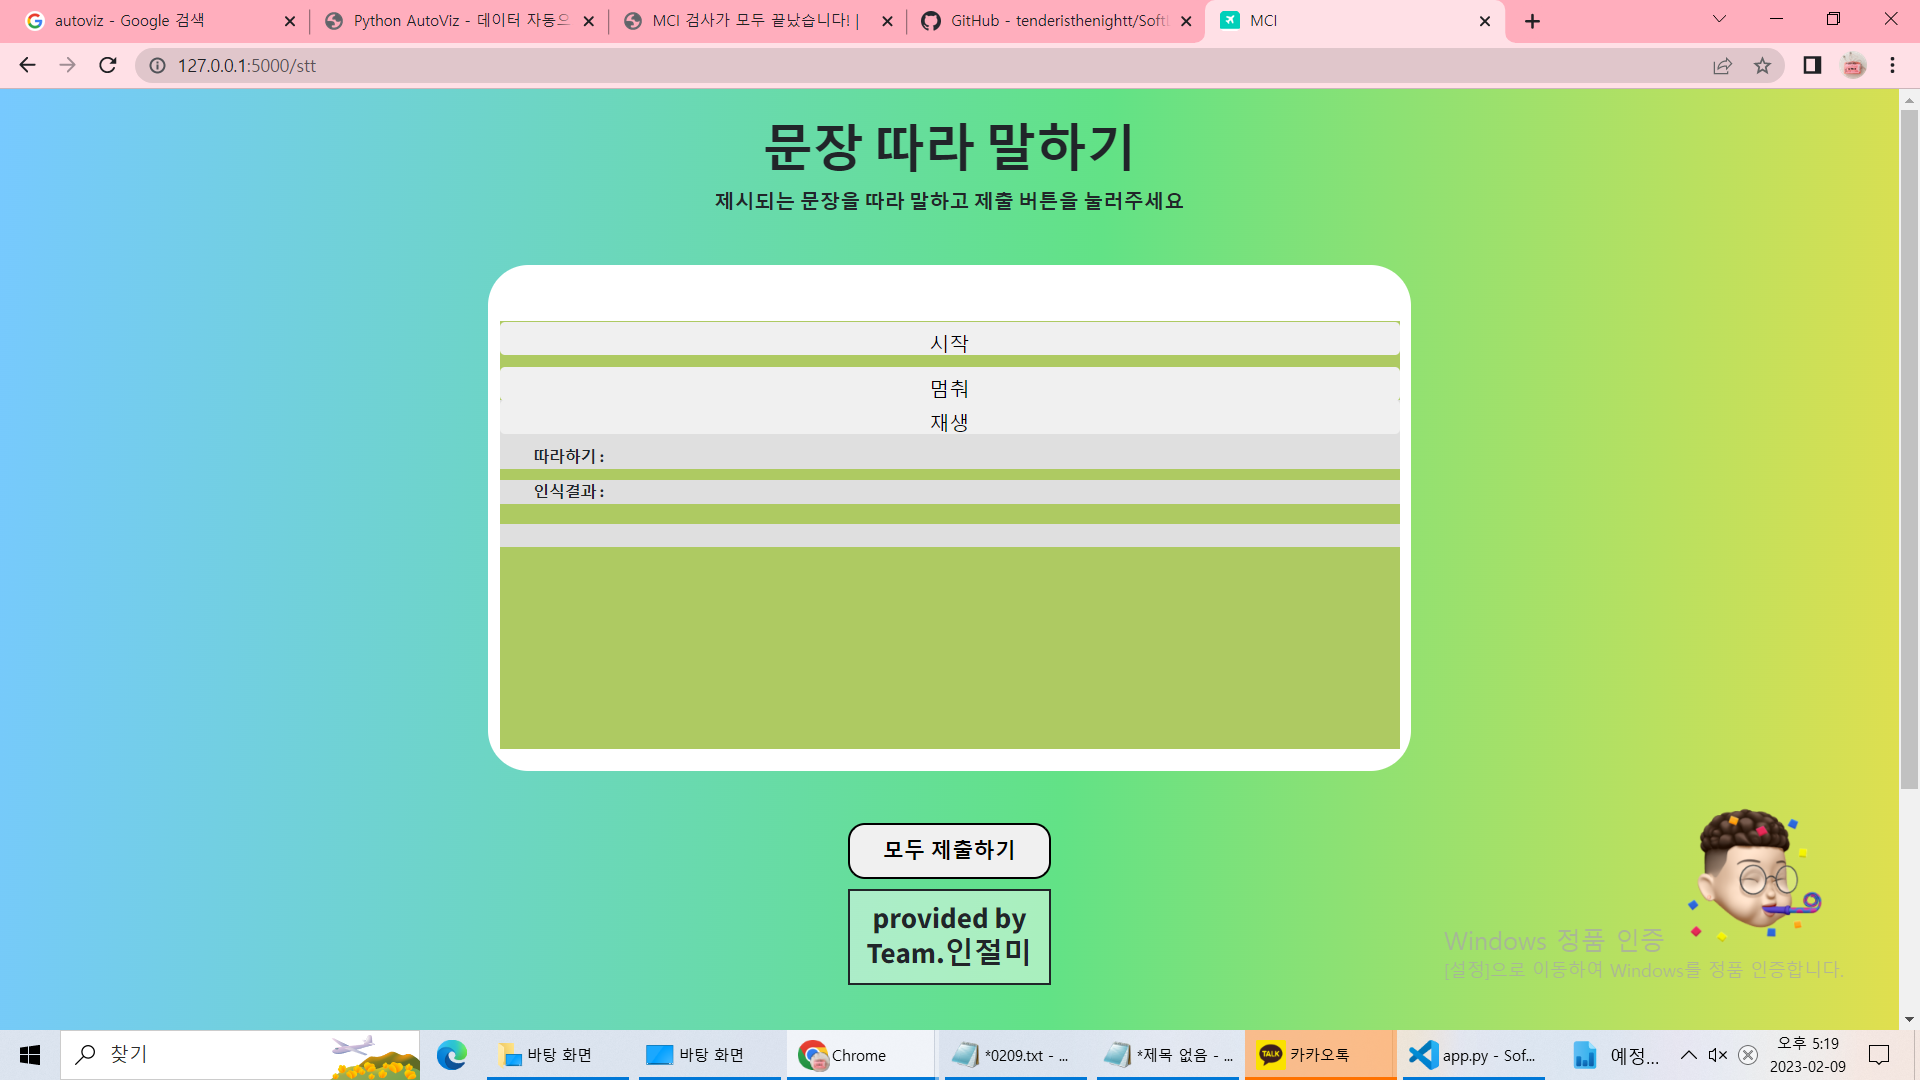 autoviz - Google 검색
Python AutoViz - 데이터 자동으
MCI 검사가 모두 끝났습니다! |
GitHub - tenderisthenightt/Soft
MCI
127.0.0.1:5000/stt
문장 따라 말하기
제시되는 문장을 따라 말하고 제출 버튼을 눌러주세요
시작
멈춰
재생
따라하기 :
인식결과 :
모두 제출하기
provided by
Team.인절미
Windows 정품 인증
[설정]으로 이동하여 Windows를 정품 인증합니다.
찾기
바탕 화면
바탕 화면
Chrome
*0209.txt - ...
*제목 없음 - ...
TALK
카카오톡
app.py - Sof...
예정...
오후 5:19
2023-02-09